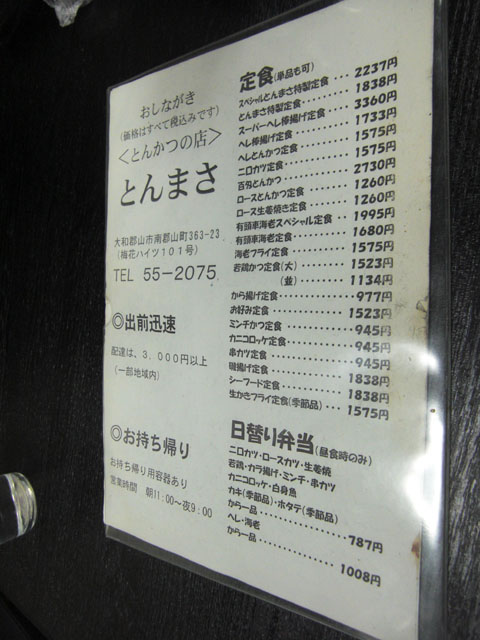 おしながき
(価格はすべて税込みです)
<とんかつの店>
とんまさ
大和郡山市南郡山町363-23
(梅花ハイツ101号)
TEL 55-2075
◎出前迅速
配達は、3,000円以上
(一部地域内)
◎お持ち帰り
お持ち帰り用容器あり
営業時間 朝11:00~夜9:00
定食(単品も可)
スペシャルとんまさ特製定食・・・2237円
とんまさ特製定食・・・・・・・・1838円
スーパーヘレ棒揚げ定食・・・・・3360円
ヘレ棒揚げ定食・・・・・・・・・1733円
ヘレとんかつ定食・・・・・・・・1575円
ニロカツ定食・・・・・・・・・・1575円
百匁とんかつ・・・・・・・・・・2730円
ロースとんかつ定食・・・・・・・1260円
ロース生姜焼き定食・・・・・・・1260円
有頭車海老スペシャル定食・・・・1995円
有頭車海老定食・・・・・・・・・1680円
海老フライ定食・・・・・・・・・1575円
若鶏かつ定食(大)・・・・・・・・1523円
(並)・・・・・・・・1134円
から揚げ定食・・・・・・・・・・977円
お好み定食・・・・・・・・・・・1523円
ミンチかつ定食・・・・・・・・・945円
カニコロッケ定食・・・・・・・・945円
串カツ定食・・・・・・・・・・・945円
磯揚げ定食・・・・・・・・・・・1838円
シーフード定食・・・・・・・・・1838円
生かきフライ定食(季節品)・・・・1575円
日替り弁当(昼食時のみ)
ニロカツ・ロースカツ・生姜焼
若鶏・カラ揚げ・ミンチ・串カツ
カニコロッケ・白身魚
カキ(季節品)・ホタテ(季節品)
から一品・・・・・・・・・・・・787円
ヘレ・海老
から一品・・・・・・・・・・・・1008円